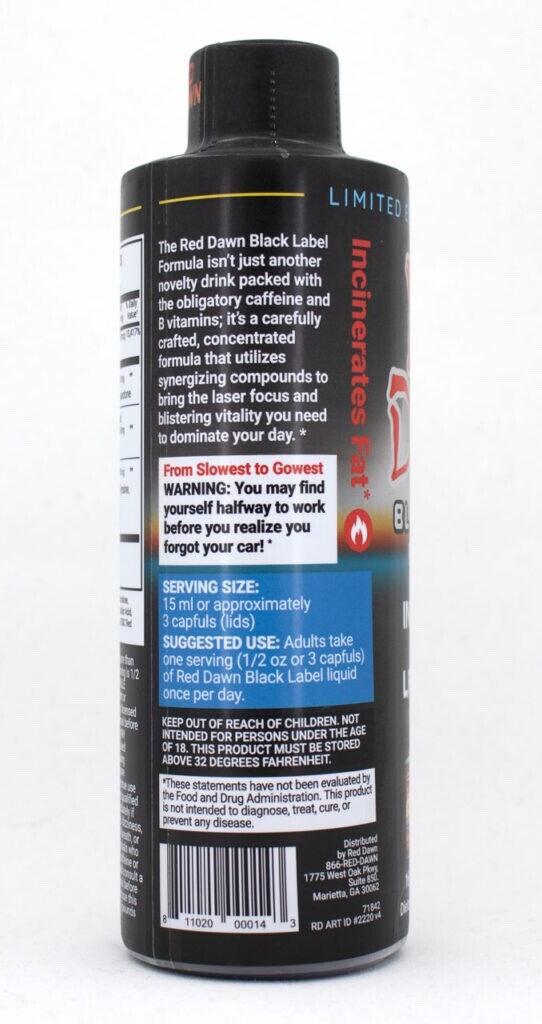 LIMITED
The Red Dawn Black Label
Formula isn't just another
novelty drink packed with
the obligatory caffeine and
B vitamins; it's a carefully
crafted, concentrated
formula that utilizes
synergizing compounds to
bring the laser focus and
blistering vitality you need
to dominate your day. *
Incinerates Fat*
From Slowest to Gowest
WARNING: You may find
yourself halfway to work
before you realize you
forgot your car! *
SERVING SIZE:
15 ml or approximately
3 capfuls (lids)
SUGGESTED USE: Adults take
one serving (1/2 oz or 3 capfuls)
of Red Dawn Black Label liquid
once per day.
KEEP OUT OF REACH OF CHILDREN. NOT
INTENDED FOR PERSONS UNDER THE AGE
OF 18. THIS PRODUCT MUST BE STORED
ABOVE 32 DEGREES FAHRENHEIT.
*These statements have not been evaluated by
the Food and Drug Administration. This product
is not intended to diagnose, treat, cure, or
prevent any disease.
Distributed
by Red Dawn
866-RED-DAWN
1775 West Oak Pkwy,
Suite 850,
Marietta, GA 30062
71842
RD ART ID #2220 v4
8 11020 00014 3